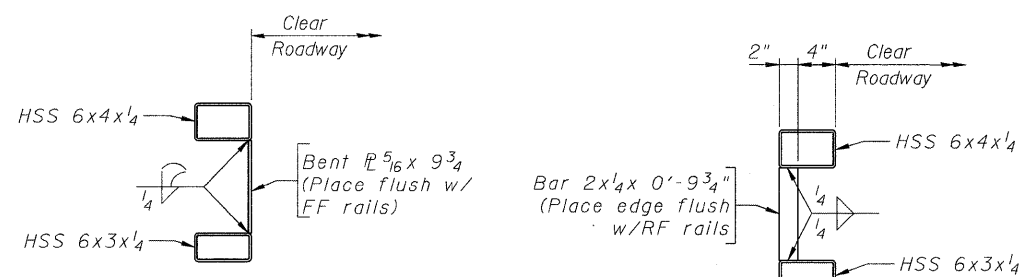 Clear
Roadway
HSS 6x4x1/4
Bent ℄ 5/16 x 9 3/4
(Place flush w/
FF rails)
1/4
HSS 6x3x1/4
2" 4" Clear
Roadway
HSS 6x4x1/4
Bar 2x1/4x 0'-9 3/4"
(Place edge flush
w/RF rails
1/4
1/4
HSS 6x3x1/4